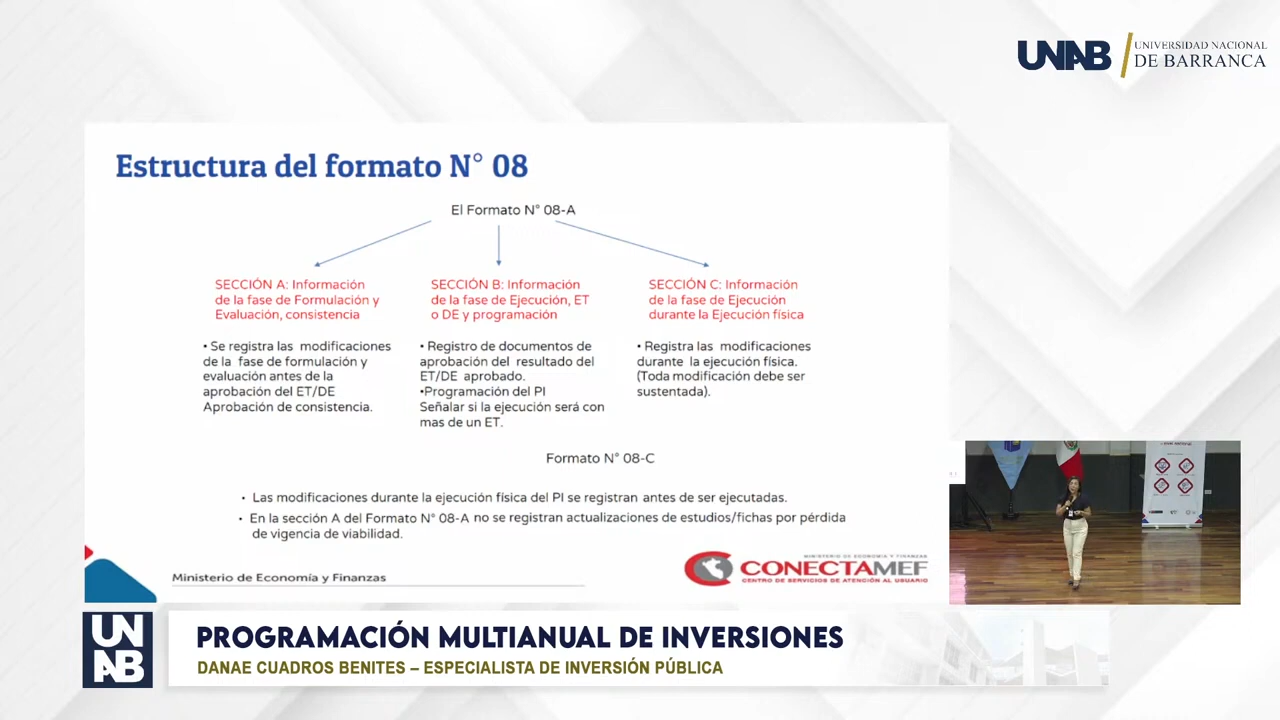 UNAB
UNIVERSIDAD NACIONAL
DE BARRANCA
Estructura del formato N° 08
El Formato N° 08-A
SECCIÓN A: Información
de la fase de Formulación y
Evaluación, consistencia
• Se registra las modificaciones
de la fase de formulación y
evaluación antes de la
aprobación del ET/DE
Aprobación de consistencia.
SECCIÓN B: Información
de la fase de Ejecución, ET
o DE y programación
• Registro de documentos de
aprobación del resultado del
ET/DE aprobado.
•Programación del PI
Señalar si la ejecución será con
mas de un ET.
SECCIÓN C: Información
de la fase de Ejecución
durante la Ejecución física
• Registra las modificaciones
durante la ejecución física.
(Toda modificación debe ser
sustentada).
Formato N° 08-C
• Las modificaciones durante la ejecución física del PI se registran antes de ser ejecutadas.
• En la sección A del Formato N° 08-A no se registran actualizaciones de estudios/fichas por pérdida
de vigencia de viabilidad.
Ministerio de Economía y Finanzas
MINISTERIO DE ECONOMÍA Y FINANZAS
CONECTAMEF
CENTRO DE SERVICIOS DE ATENCIÓN AL USUARIO
UN
AB
PROGRAMACIÓN MULTIANUAL DE INVERSIONES
DANAE CUADROS BENITES – ESPECIALISTA DE INVERSIÓN PÚBLICA